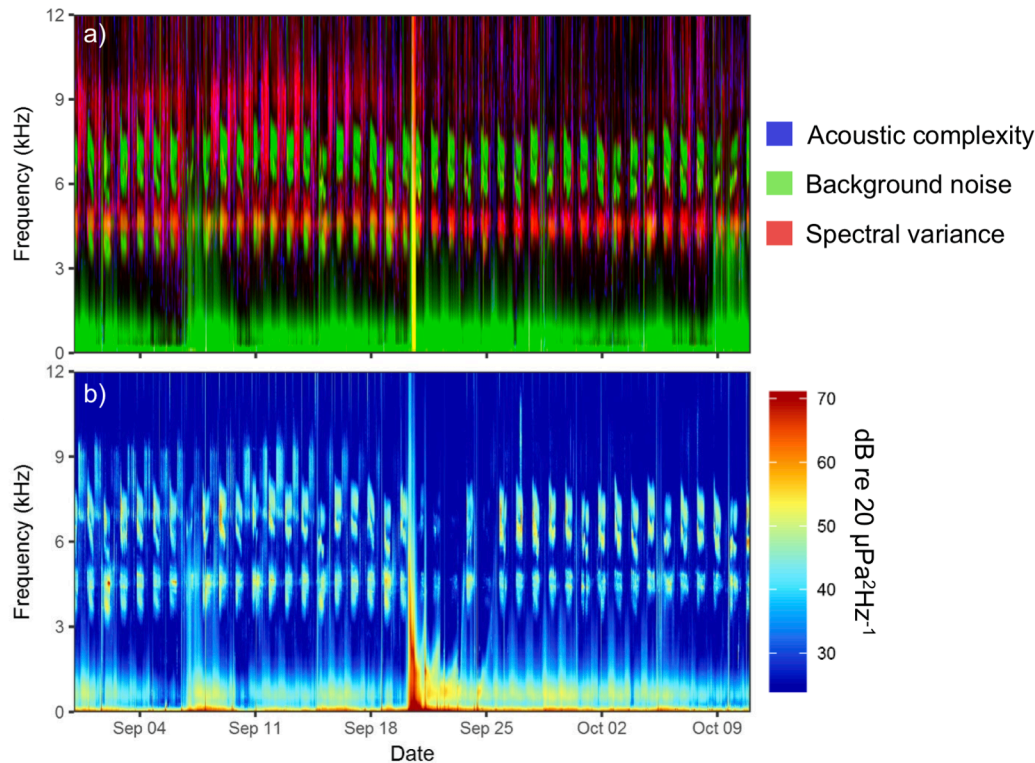 a)
12
9
6
3
0
Frequency (kHz)
Acoustic complexity
Background noise
Spectral variance
b)
12
9
6
3
0
Frequency (kHz)
Sep 04 Sep 11 Sep 18 Sep 25 Oct 02 Oct 09
Date
70
60
50
40
30
dB re 20 μPa²Hz⁻¹